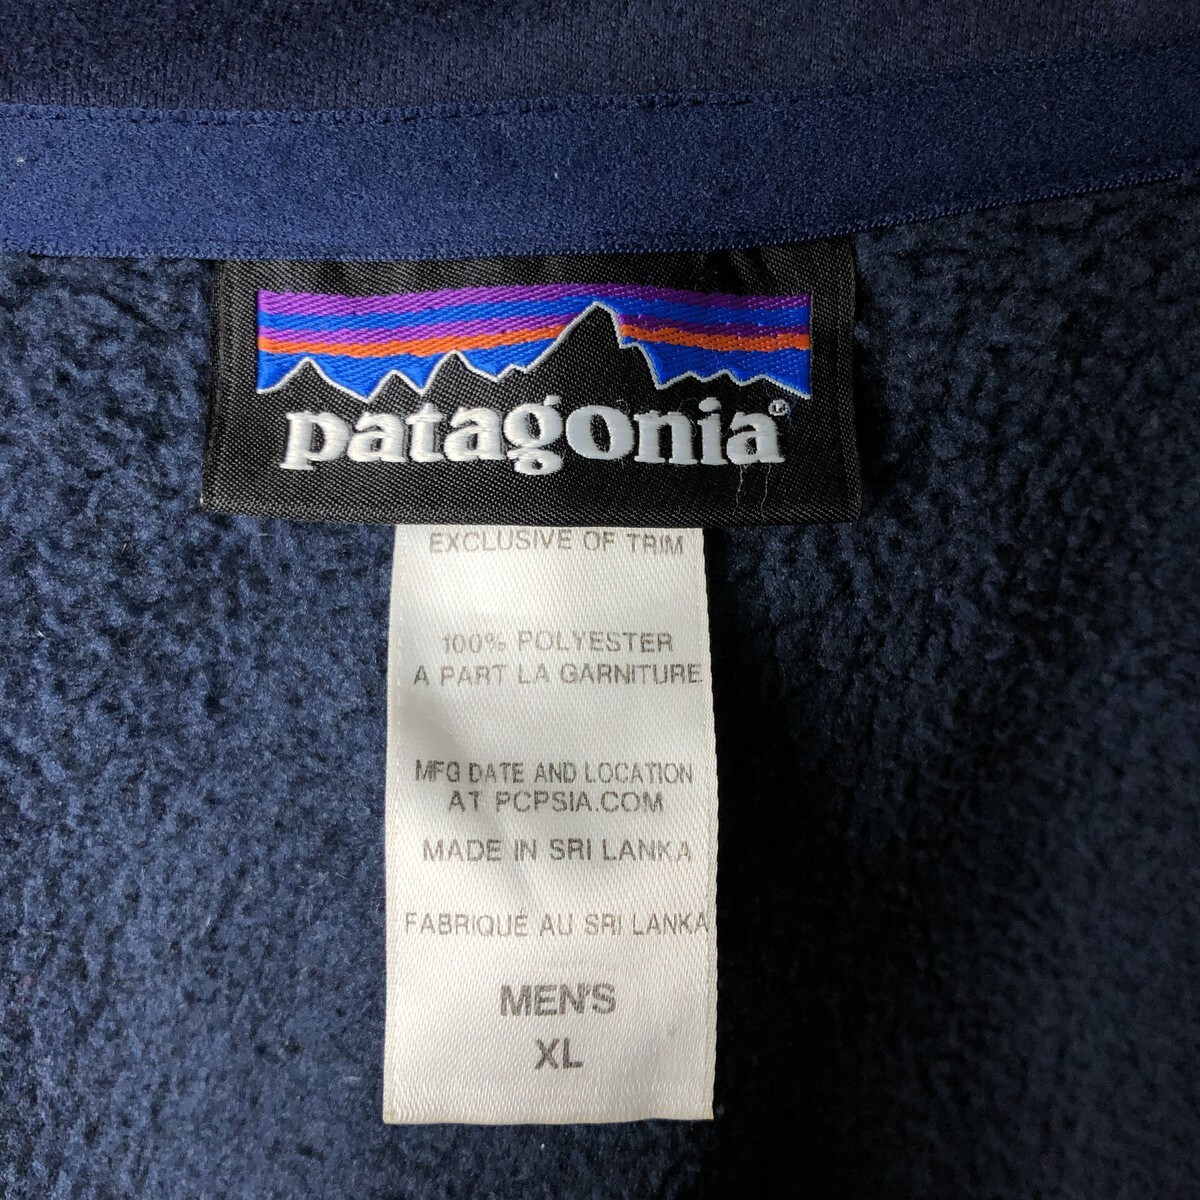 patagonia®
EXCLUSIVE OF TRIM
100% POLYESTER
A PART LA GARNITURE
MFG DATE AND LOCATION
AT PCPSIA.COM
MADE IN SRI LANKA
FABRIQUÉ AU SRI LANKA
MEN'S
XL